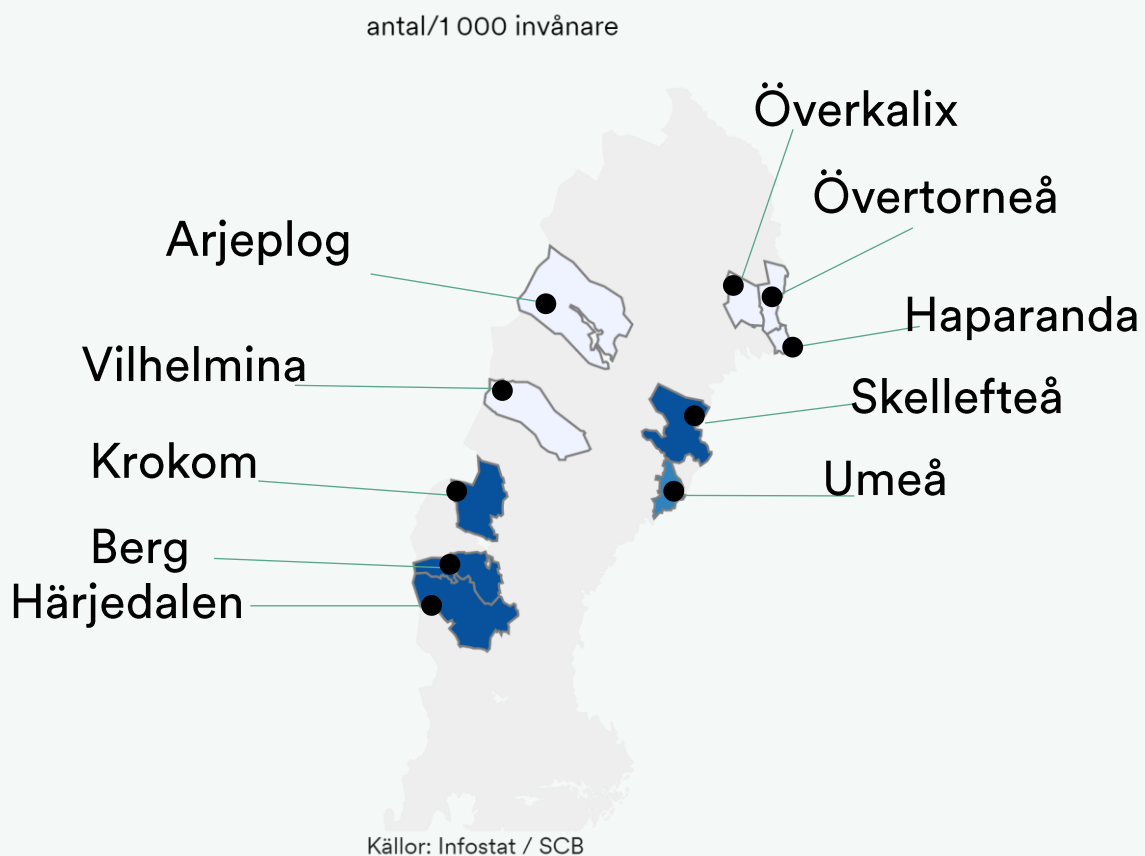 antal/1 000 invånare
Överkalix
Övertorneå
Arjeplog
Haparanda
Vilhelmina
Skellefteå
Krokom
Umeå
Berg
Härjedalen
Källor: Infostat / SCB